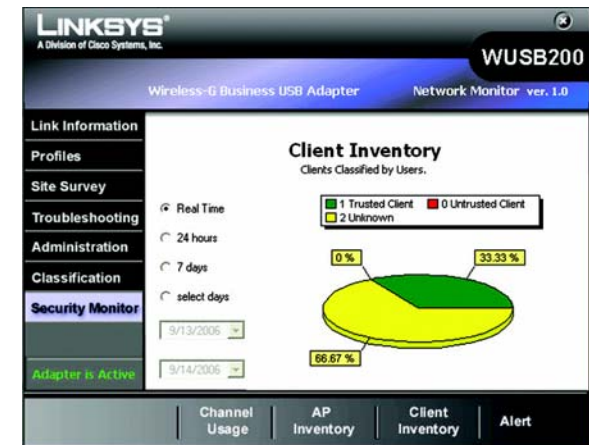 LINKSYS®
A Division of Cisco Systems, Inc.
WUSB200
Wireless-G Business USB Adapter
Network Monitor ver. 1.0
Link Information
Profiles
Site Survey
Troubleshooting
Administration
Classification
Security Monitor
Adapter is Active
Client Inventory
Clients Classified by Users.
Real Time
24 hours
7 days
select days
9/13/2006
9/14/2006
1 Trusted Client
0 Untrusted Client
2 Unknown
0 %
33.33 %
66.67 %
Channel Usage
AP Inventory
Client Inventory
Alert